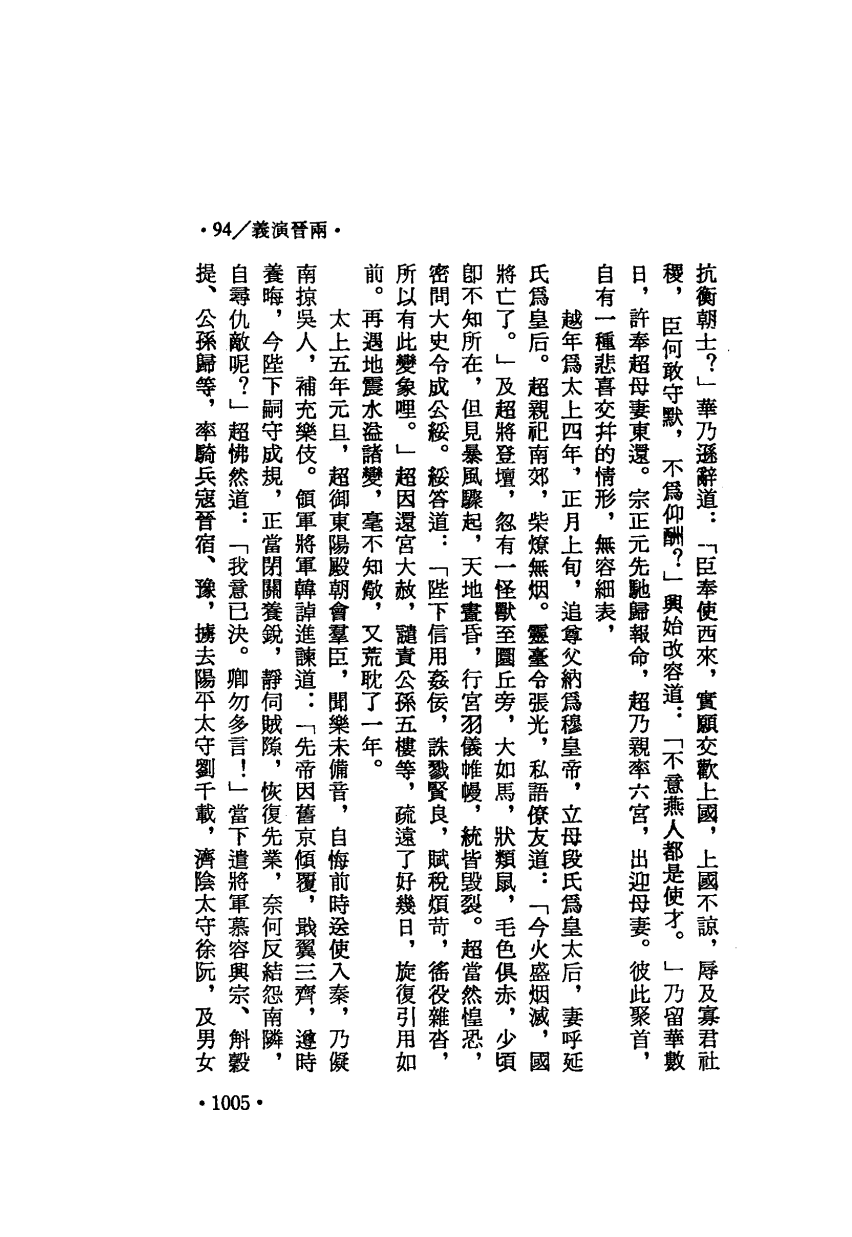 ·94／義演晉兩·
抗衡朝士？」華乃遜辭道：「臣奉使西來，實願交歡上國，上國不諒，辱及寡君社
稷，臣何敢守默，不爲仰酬？」興始改容道：「不意燕人都是使才。」乃留華數
日，許奉超母妻東還。宗正元先馳歸報命，超乃親率六宮，出迎母妻。彼此聚首，
自有一種悲喜交幷的情形，無容細表，
越年爲太上四年，正月上旬，追尊父納爲穆皇帝，立母段氏爲皇太后，妻呼延
氏爲皇后。超親祀南郊，柴燎無烟。靈臺令張光，私語僚友道：「今火盛烟滅，國
將亡了。」及超將登壇，忽有一怪獸至圜丘旁，大如馬，狀類鼠，毛色俱赤，少頃
卽不知所在，但見暴風驟起，天地晝昏，行宮羽儀帷幔，統皆毀裂。超當然惶恐，
密問大史令成公綏。綏答道：「陛下信用姦佞，誅戮賢良，賦稅煩苛，徭役雜沓，
所以有此變象哩。」超因還宮大赦，譴責公孫五樓等，疏遠了好幾日，旋復引用如
前。再遇地震水溢諸變，毫不知儆，又荒耽了一年。
太上五年元旦，超御東陽殿朝會羣臣，聞樂未備音，自悔前時送使入秦，乃儗
南掠吳人，補充樂伎。領軍將軍韓諄進諫道：「先帝因舊京傾覆，戢翼三齊，遵時
養晦，今陛下嗣守成規，正當閉關養銳，靜伺賊隙，恢復先業，奈何反結怨南隣，
自尋仇敵呢？」超怫然道：「我意已決。卿勿多言！」當下遣將軍慕容興宗、斛穀
提、公孫歸等，率騎兵寇晉宿、豫，擄去陽平太守劉千載，濟陰太守徐阮，及男女
·1005·